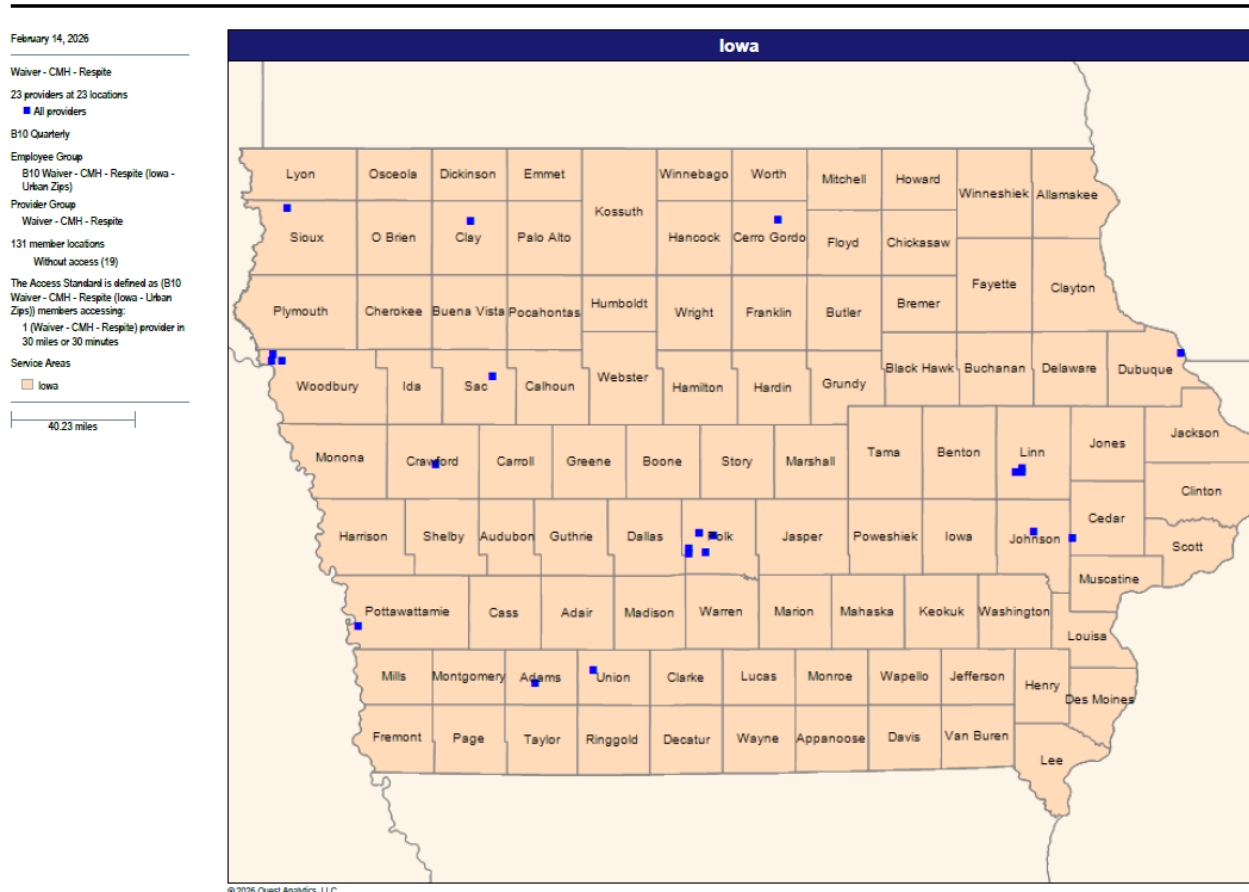 February 14, 2026
Waiver - CMH - Respite
23 providers at 23 locations
All providers
B10 Quarterly
Employee Group
B10 Waiver - CMH - Respite (Iowa -
Urban Zips)
Provider Group
Waiver - CMH - Respite
131 member locations
Without access (19)
The Access Standard is defined as (B10
Waiver - CMH - Respite (Iowa - Urban
Zips)) members accessing:
1 (Waiver - CMH - Respite) provider in
30 miles or 30 minutes
Service Areas
Iowa
40.23 miles
Iowa
Lyon Osceola Dickinson Emmet Winnebago Worth Mitchell Howard
Winneshiek Allamakee
Kossuth
Sioux O Brien Clay Palo Alto Hancock Cerro Gordo Floyd Chickasaw
Fayette Clayton
Plymouth Cherokee Buena Vista Pocahontas Humboldt Wright Franklin Butler Bremer
Woodbury Ida Sac Calhoun Webster Hamilton Hardin Grundy Black Hawk Buchanan Delaware Dubuque
Monona Crawford Carroll Greene Boone Story Marshall Tama Benton Linn Jones Jackson
Clinton
Harrison Shelby Audubon Guthrie Dallas Polk Jasper Poweshiek Iowa Johnson Cedar Scott
Muscatine
Pottawattamie Cass Adair Madison Warren Marion Mahaska Keokuk Washington
Louisa
Mills Montgomery Adams Union Clarke Lucas Monroe Wapello Jefferson Henry Des Moines
Fremont Page Taylor Ringgold Decatur Wayne Appanoose Davis Van Buren
Lee
© 2026 Quest Analytics, LLC.